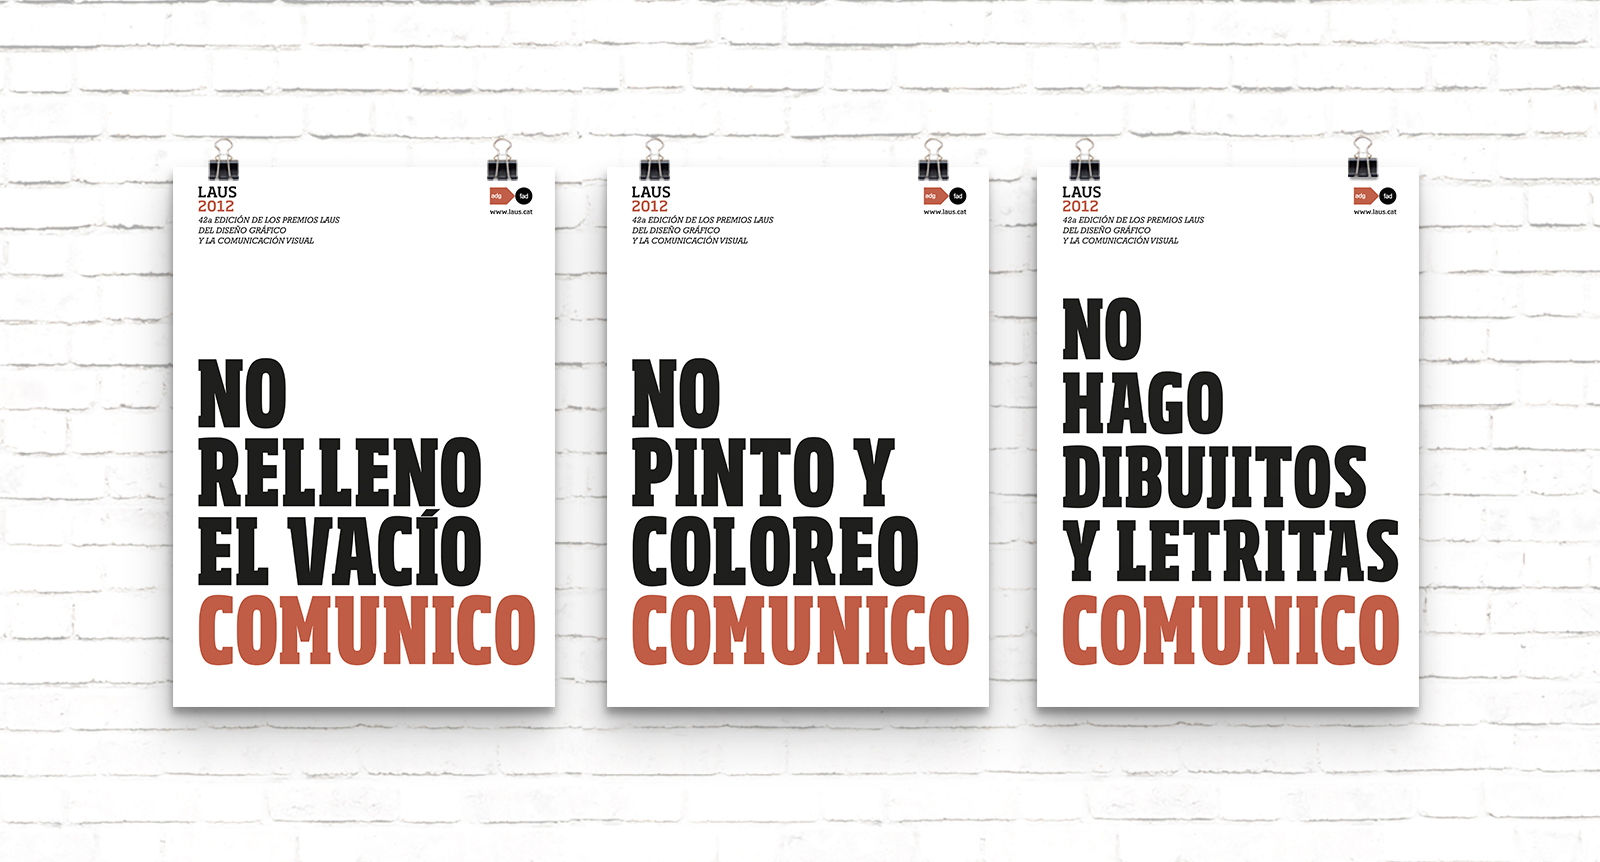 LAUS
2012
42a EDICIÓN DE LOS PREMIOS LAUS
DEL DISEÑO GRÁFICO
Y LA COMUNICACIÓN VISUAL
adg fad
www.laus.cat
NO
RELLENO
EL VACÍO
COMUNICO
LAUS
2012
42a EDICIÓN DE LOS PREMIOS LAUS
DEL DISEÑO GRÁFICO
Y LA COMUNICACIÓN VISUAL
adg fad
www.laus.cat
NO
PINTO Y
COLOREO
COMUNICO
LAUS
2012
42a EDICIÓN DE LOS PREMIOS LAUS
DEL DISEÑO GRÁFICO
Y LA COMUNICACIÓN VISUAL
adg fad
www.laus.cat
NO
HAGO
DIBUJITOS
Y LETRITAS
COMUNICO